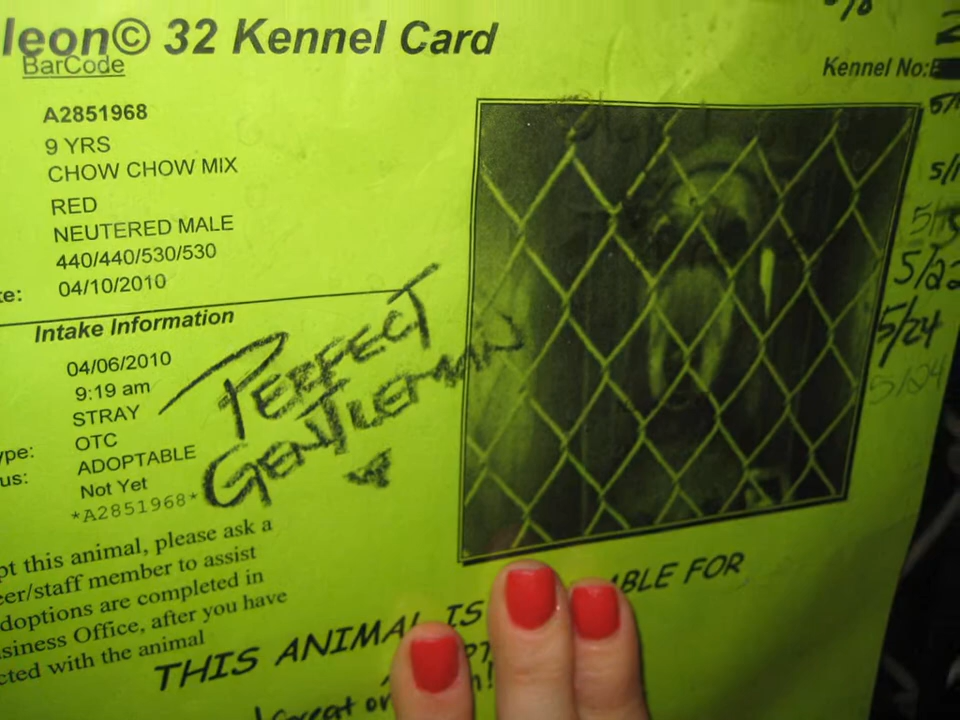 leon© 32 Kennel Card
BarCode
Kennel No:
A2851968
9 YRS
CHOW CHOW MIX
RED
NEUTERED MALE
440/440/530/530
te: 04/10/2010
Intake Information
04/06/2010
9:19 am
STRAY
ype: OTC
us: ADOPTABLE
Not Yet
*A2851968*
PERFECT
GENTLEMAN
5/22
5/24
5/24
pt this animal, please ask a
cer/staff member to assist
doptions are completed in
siness Office, after you have
cted with the animal
THIS ANIMAL IS ABLE FOR
Great